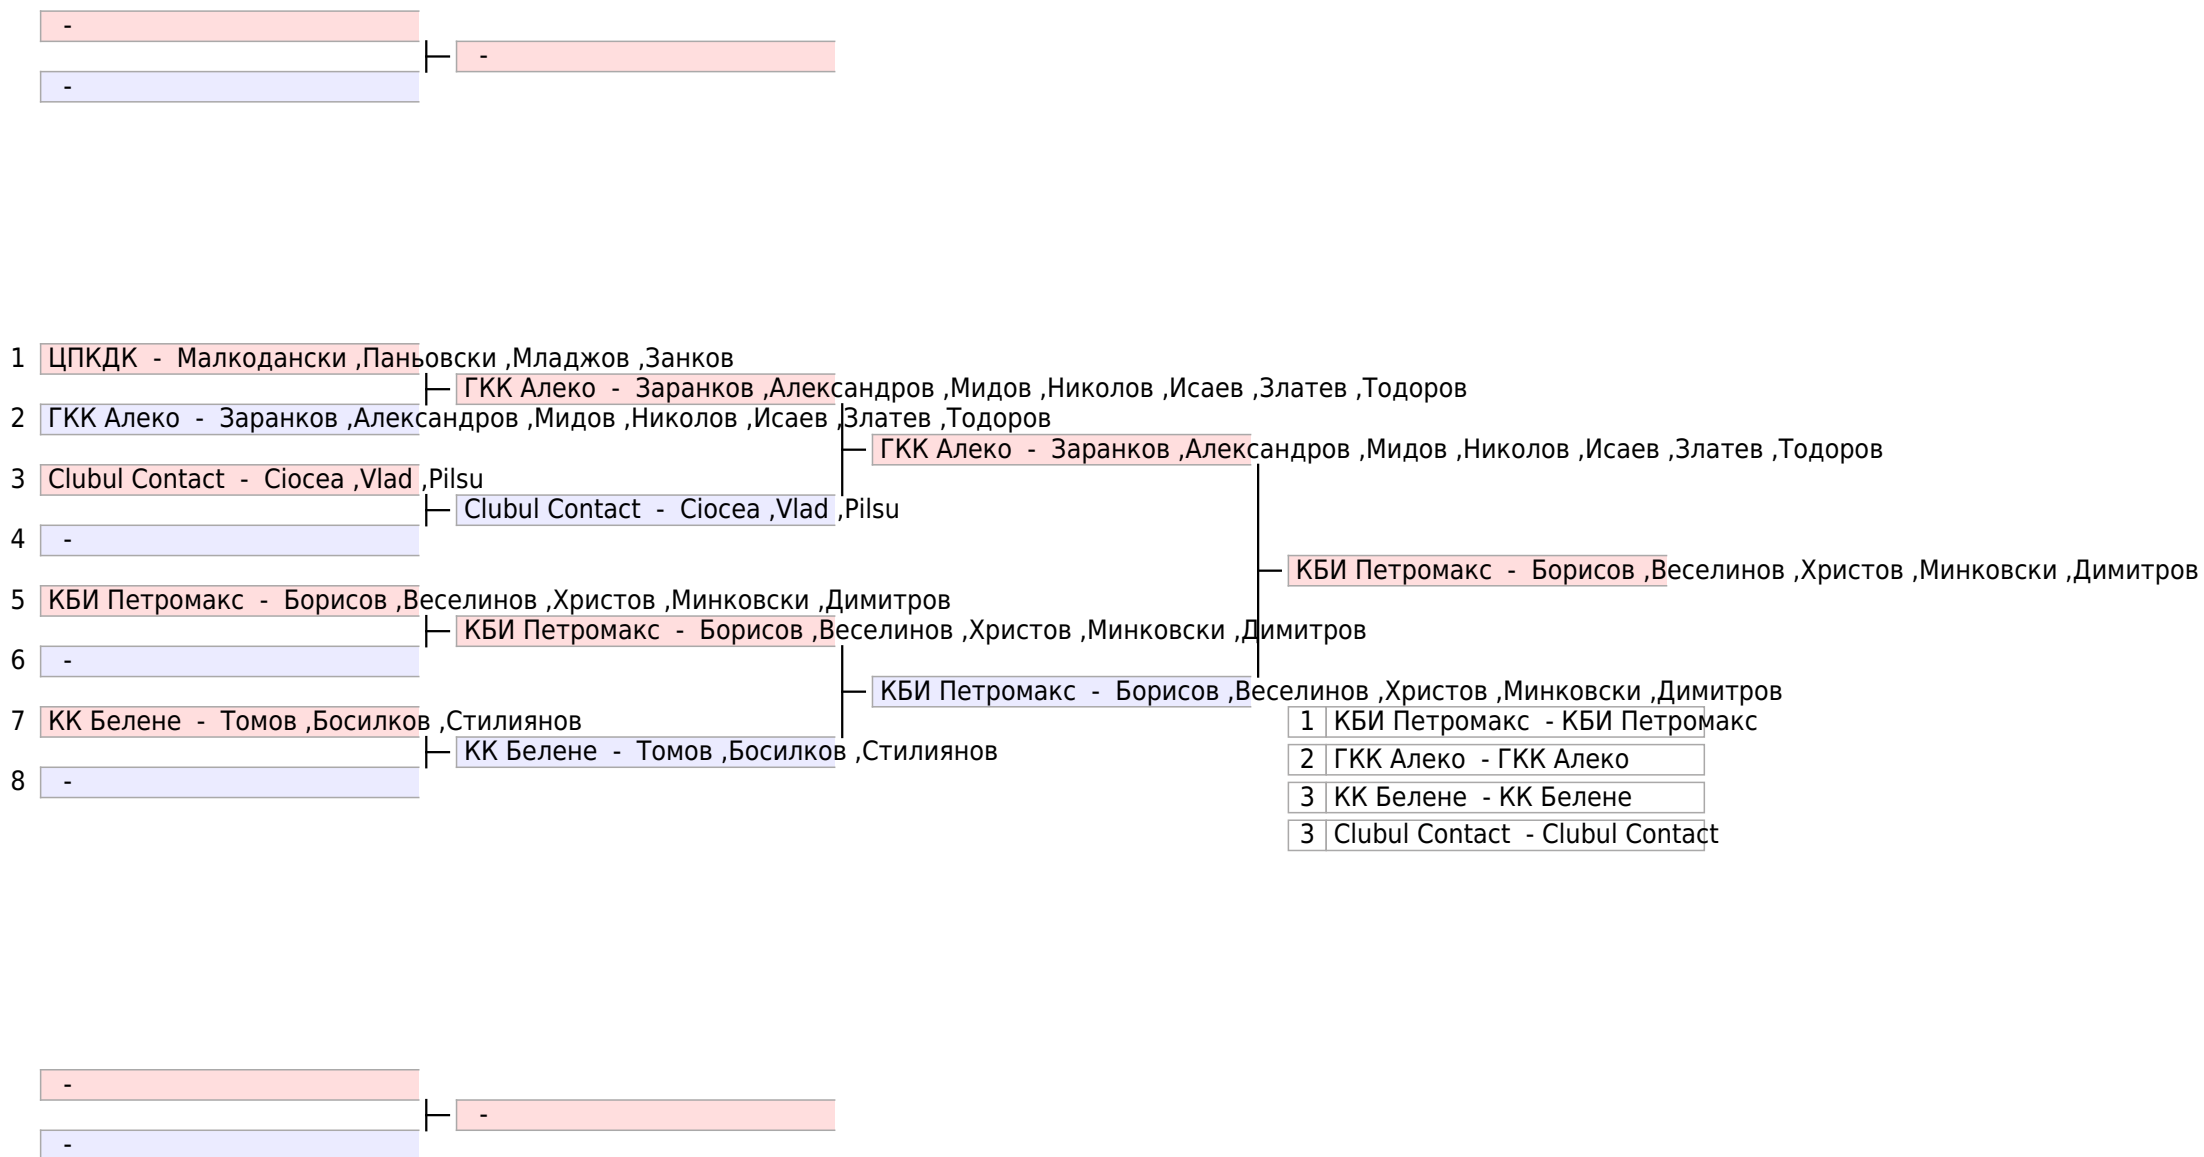 -
-
-
1 ЦПКДК - Малкодански ,Паньовски ,Младжов ,Занков
ГКК Алеко - Заранков ,Александров ,Мидов ,Николов ,Исаев ,Златев ,Тодоров
2 ГКК Алеко - Заранков ,Александров ,Мидов ,Николов ,Исаев ,Златев ,Тодоров
ГКК Алеко - Заранков ,Александров ,Мидов ,Николов ,Исаев ,Златев ,Тодоров
3 Clubul Contact - Ciocea ,Vlad ,Pilsu
Clubul Contact - Ciocea ,Vlad ,Pilsu
4 -
КБИ Петромакс - Борисов ,Веселинов ,Христов ,Минковски ,Димитров
5 КБИ Петромакс - Борисов ,Веселинов ,Христов ,Минковски ,Димитров
КБИ Петромакс - Борисов ,Веселинов ,Христов ,Минковски ,Димитров
6 -
КБИ Петромакс - Борисов ,Веселинов ,Христов ,Минковски ,Димитров
7 КК Белене - Томов ,Босилков ,Стилиянов
1 КБИ Петромакс - КБИ Петромакс
КК Белене - Томов ,Босилков ,Стилиянов
2 ГКК Алеко - ГКК Алеко
8 -
3 КК Белене - КК Белене
3 Clubul Contact - Clubul Contact
-
-
-